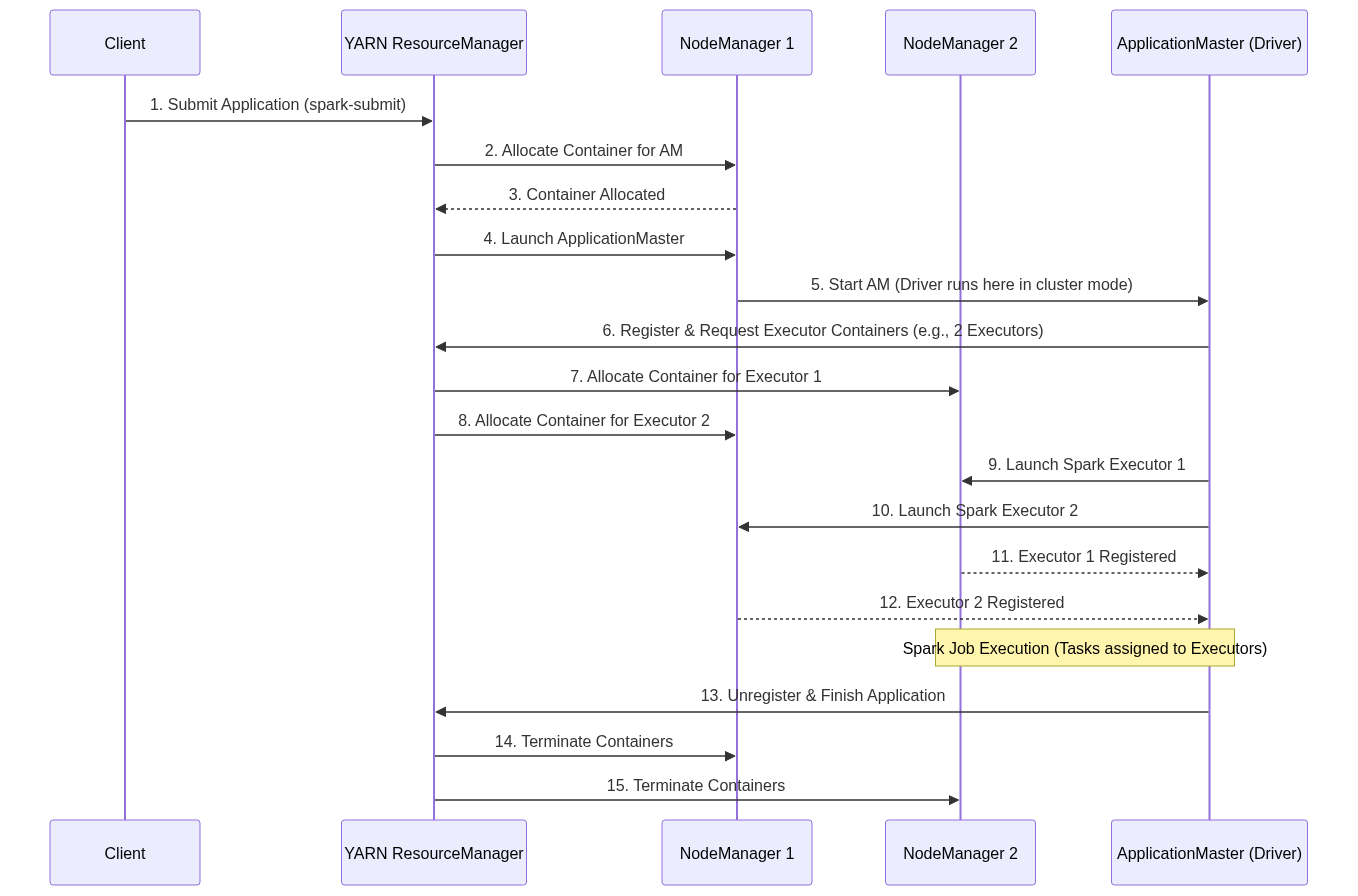 Client
YARN ResourceManager
NodeManager 1
NodeManager 2
ApplicationMaster (Driver)
1. Submit Application (spark-submit)
2. Allocate Container for AM
3. Container Allocated
4. Launch ApplicationMaster
5. Start AM (Driver runs here in cluster mode)
6. Register & Request Executor Containers (e.g., 2 Executors)
7. Allocate Container for Executor 1
8. Allocate Container for Executor 2
9. Launch Spark Executor 1
10. Launch Spark Executor 2
11. Executor 1 Registered
12. Executor 2 Registered
Spark Job Execution (Tasks assigned to Executors)
13. Unregister & Finish Application
14. Terminate Containers
15. Terminate Containers
Client
YARN ResourceManager
NodeManager 1
NodeManager 2
ApplicationMaster (Driver)